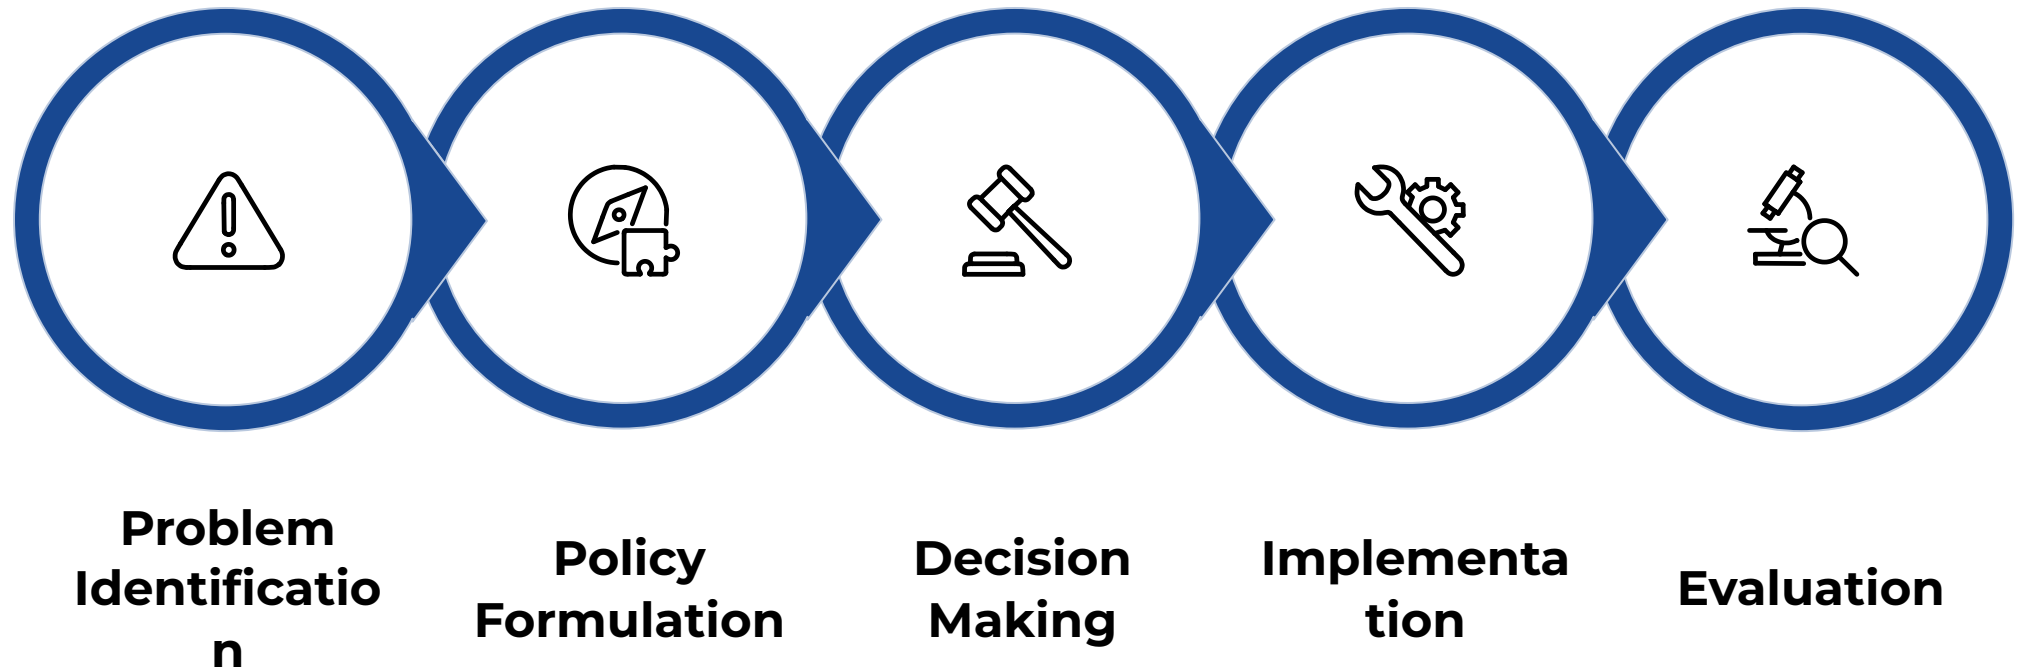 Problem
Identificatio
n
Policy
Formulation
Decision
Making
Implementa
tion
Evaluation